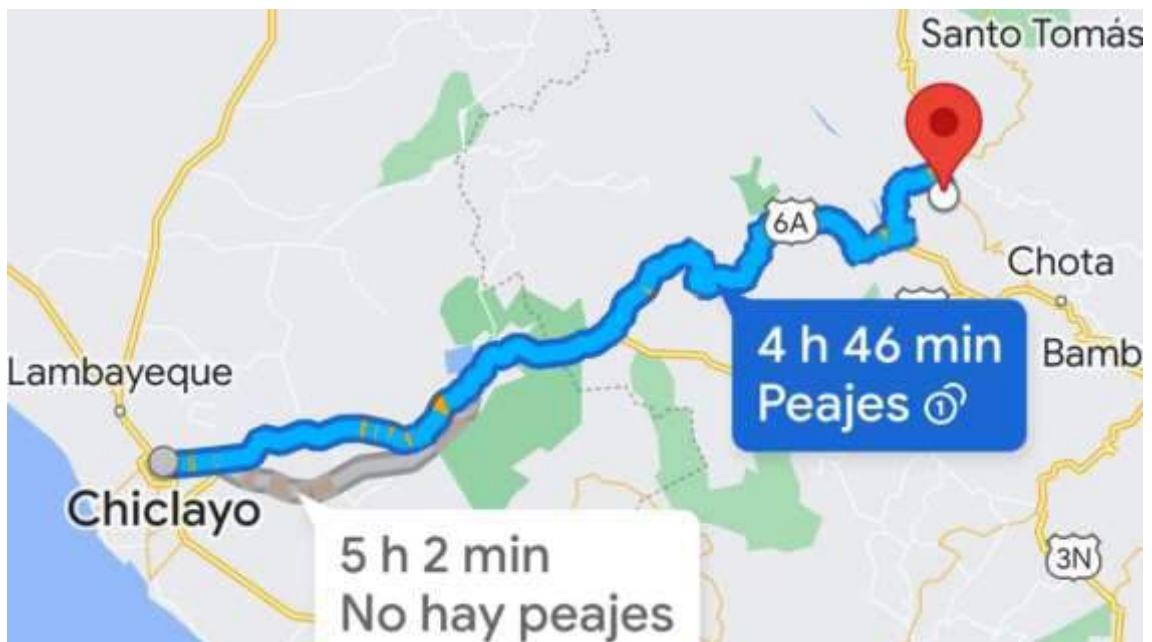 Santo Tomás
6A
Chota
4 h 46 min
Peajes
Bamb
Lambayeque
Chiclayo
5 h 2 min
No hay peajes
3N